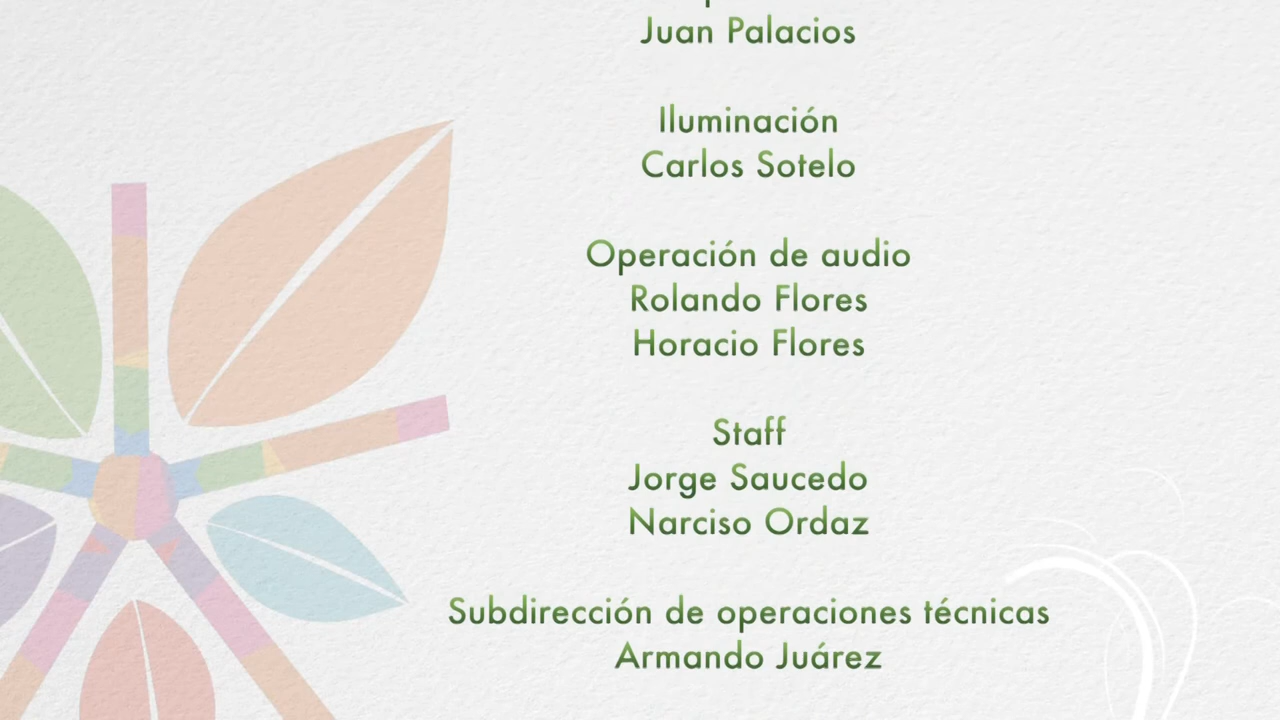 Juan Palacios
Iluminación
Carlos Sotelo
Operación de audio
Rolando Flores
Horacio Flores
Staff
Jorge Saucedo
Narciso Ordaz
Subdirección de operaciones técnicas
Armando Juárez